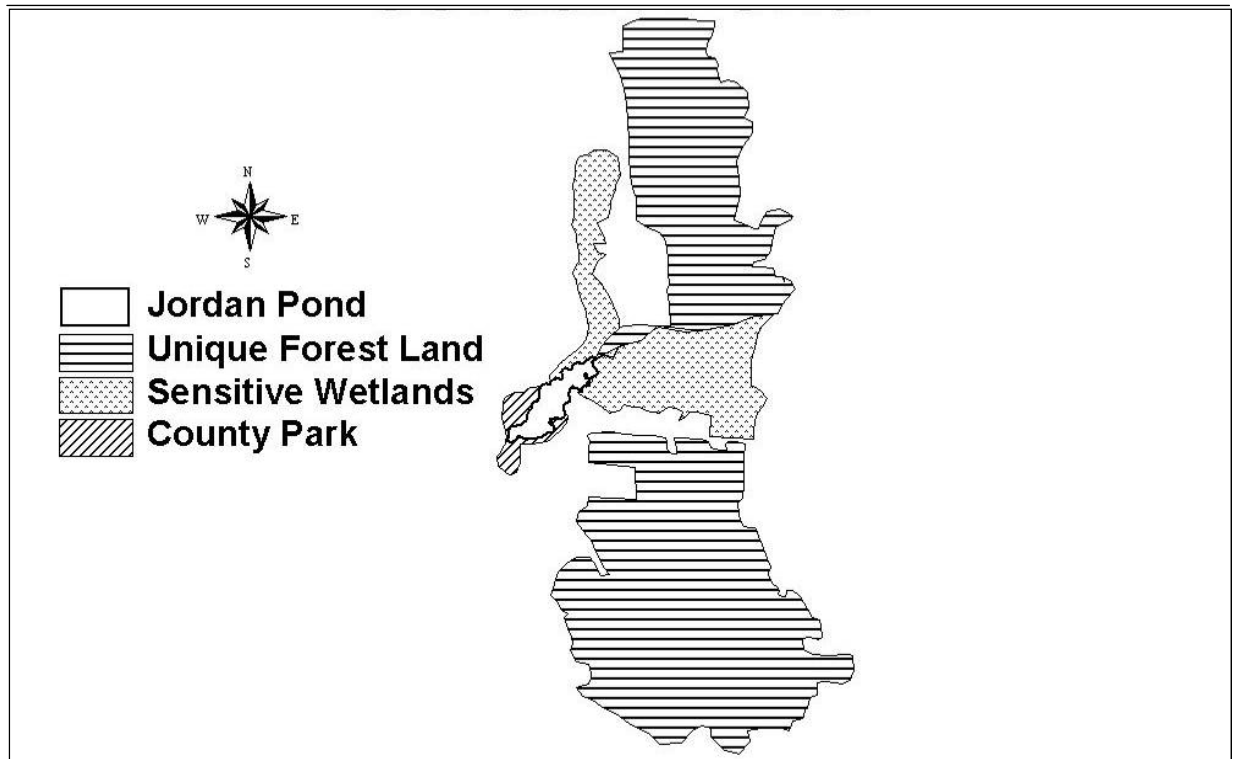 N
W E
S
Jordan Pond
Unique Forest Land
Sensitive Wetlands
County Park